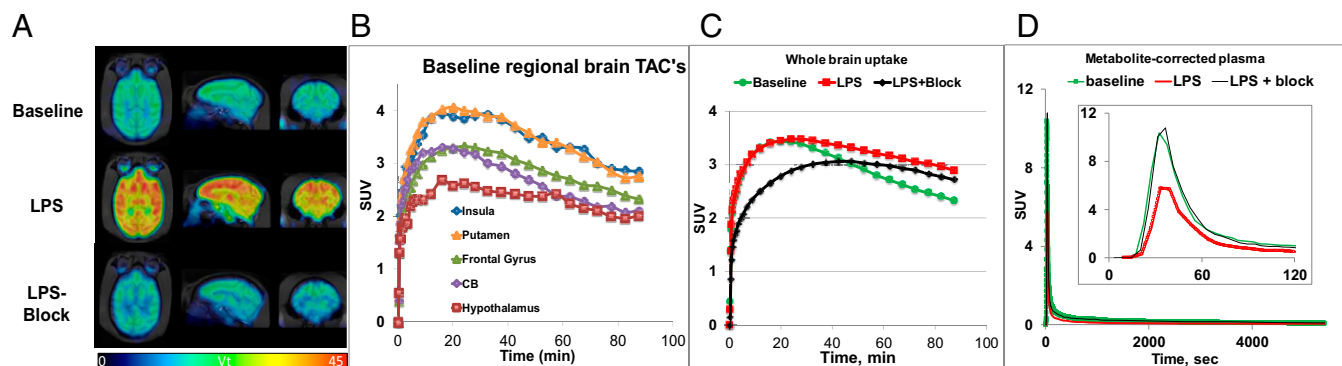 A
Baseline
LPS
LPS-
Block
0
Vt
45
B
Baseline regional brain TAC's
SUV
4
3
2
1
0
Insula
Putamen
Frontal Gyrus
CB
Hypothalamus
0 20 40 60 80 100
Time (min)
C
Whole brain uptake
Baseline LPS LPS+Block
SUV
4
3
2
1
0
0 20 40 60 80 100
Time, min
D
Metabolite-corrected plasma
baseline LPS LPS + block
SUV
12
8
4
0
12
8
4
0
0 60 120
0 2000 4000
Time, sec